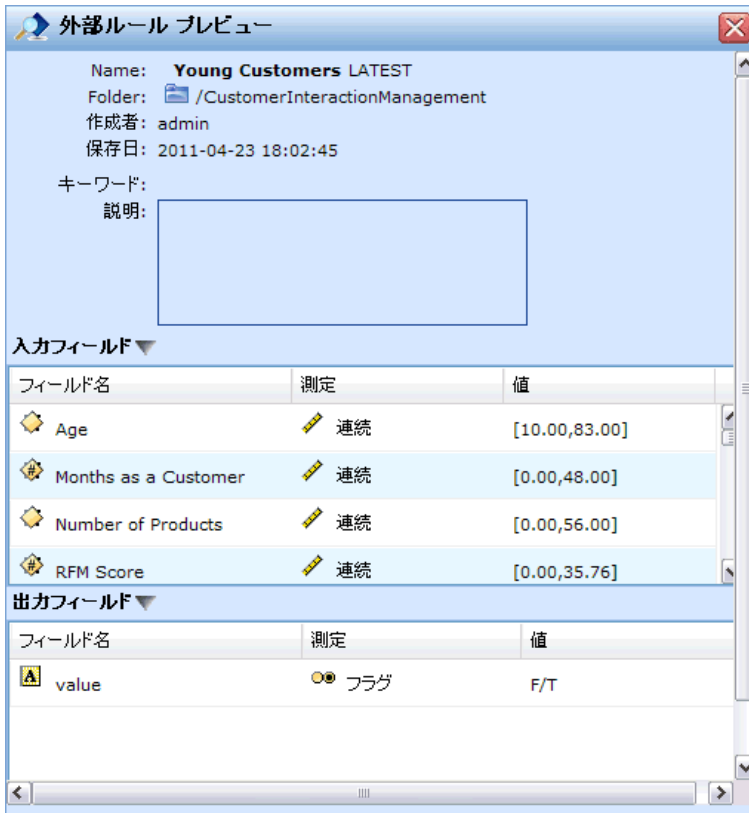 外部ルール プレビュー
Name: Young Customers LATEST
Folder: /CustomerInteractionManagement
作成者: admin
保存日: 2011-04-23 18:02:45
キーワード:
説明:
入力フィールド
フィールド名 測定 値
Age 連続 [10.00,83.00]
# Months as a Customer 連続 [0.00,48.00]
Number of Products 連続 [0.00,56.00]
# RFM Score 連続 [0.00,35.76]
出力フィールド
フィールド名 測定 値
A value フラグ F/T